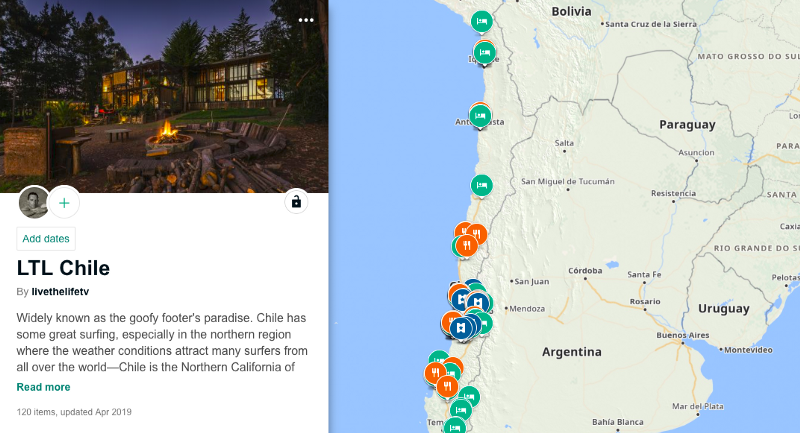 Add dates
LTL Chile
By livethelifetv
Widely known as the goofy footer's paradise. Chile has
some great surfing, especially in the northern region
where the weather conditions attract many surfers from
all over the world—Chile is the Northern California of
Read more
120 items, updated Apr 2019
Bolivia
Santa Cruz de la Sierra
MATO GROSSO DO SUL
Paraguay
Salta
Asuncion
San Miguel de Tucumán
Resistencia
RIO GRANDE DO SUL
San Juan
Córdoba
Santa Fe
Mendoza
Rosario
Uruguay
Buenos Aires
Montevideo
Argentina
Mar del Plata
Bahía Blanca